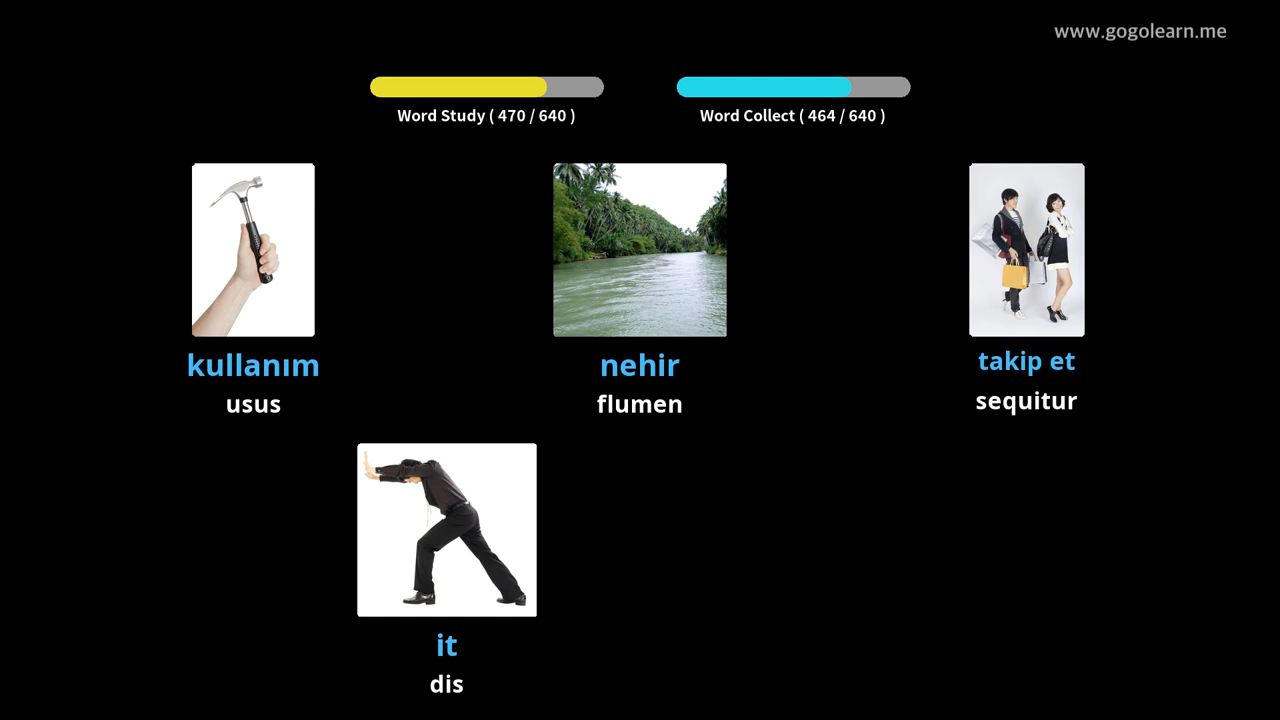 www.gogolearn.me
Word Study ( 470 / 640 )
Word Collect ( 464 / 640 )
kullanım
usus
nehir
flumen
takip et
sequitur
it
dis